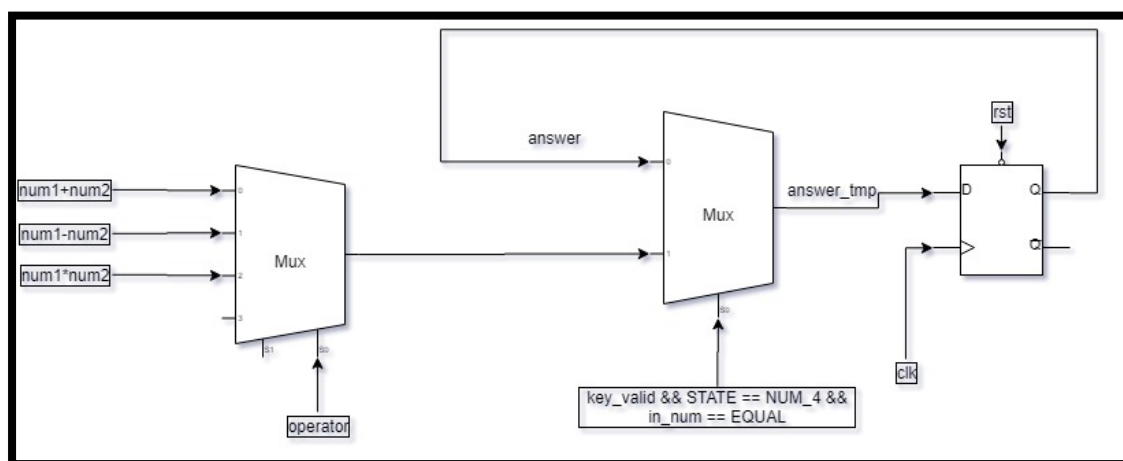 rst
answer
num1+num2
0
0
answer_tmp
D
Q
num1-num2
1
Mux
Mux
Q
num1*num2
2
1
3
S0
S1
S0
clk
key_valid && STATE == NUM_4 &&
in_num == EQUAL
operator